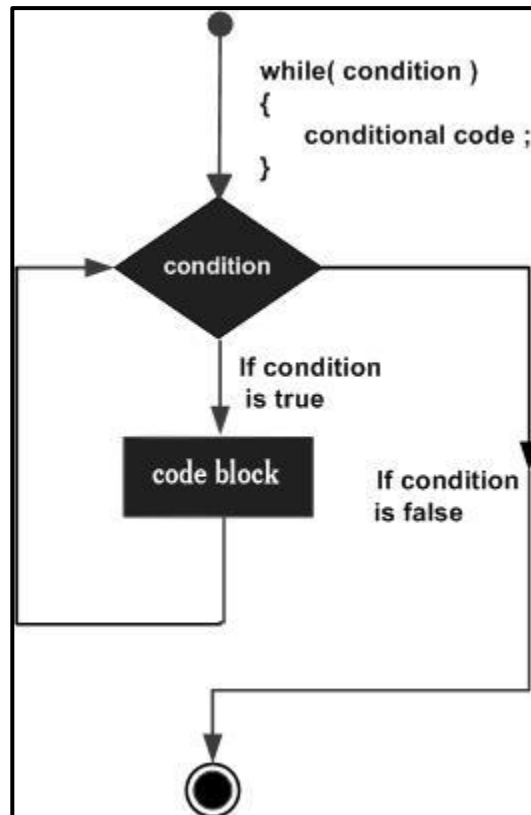 while( condition )
{
conditional code ;
}
condition
If condition
is true
code block
If condition
is false